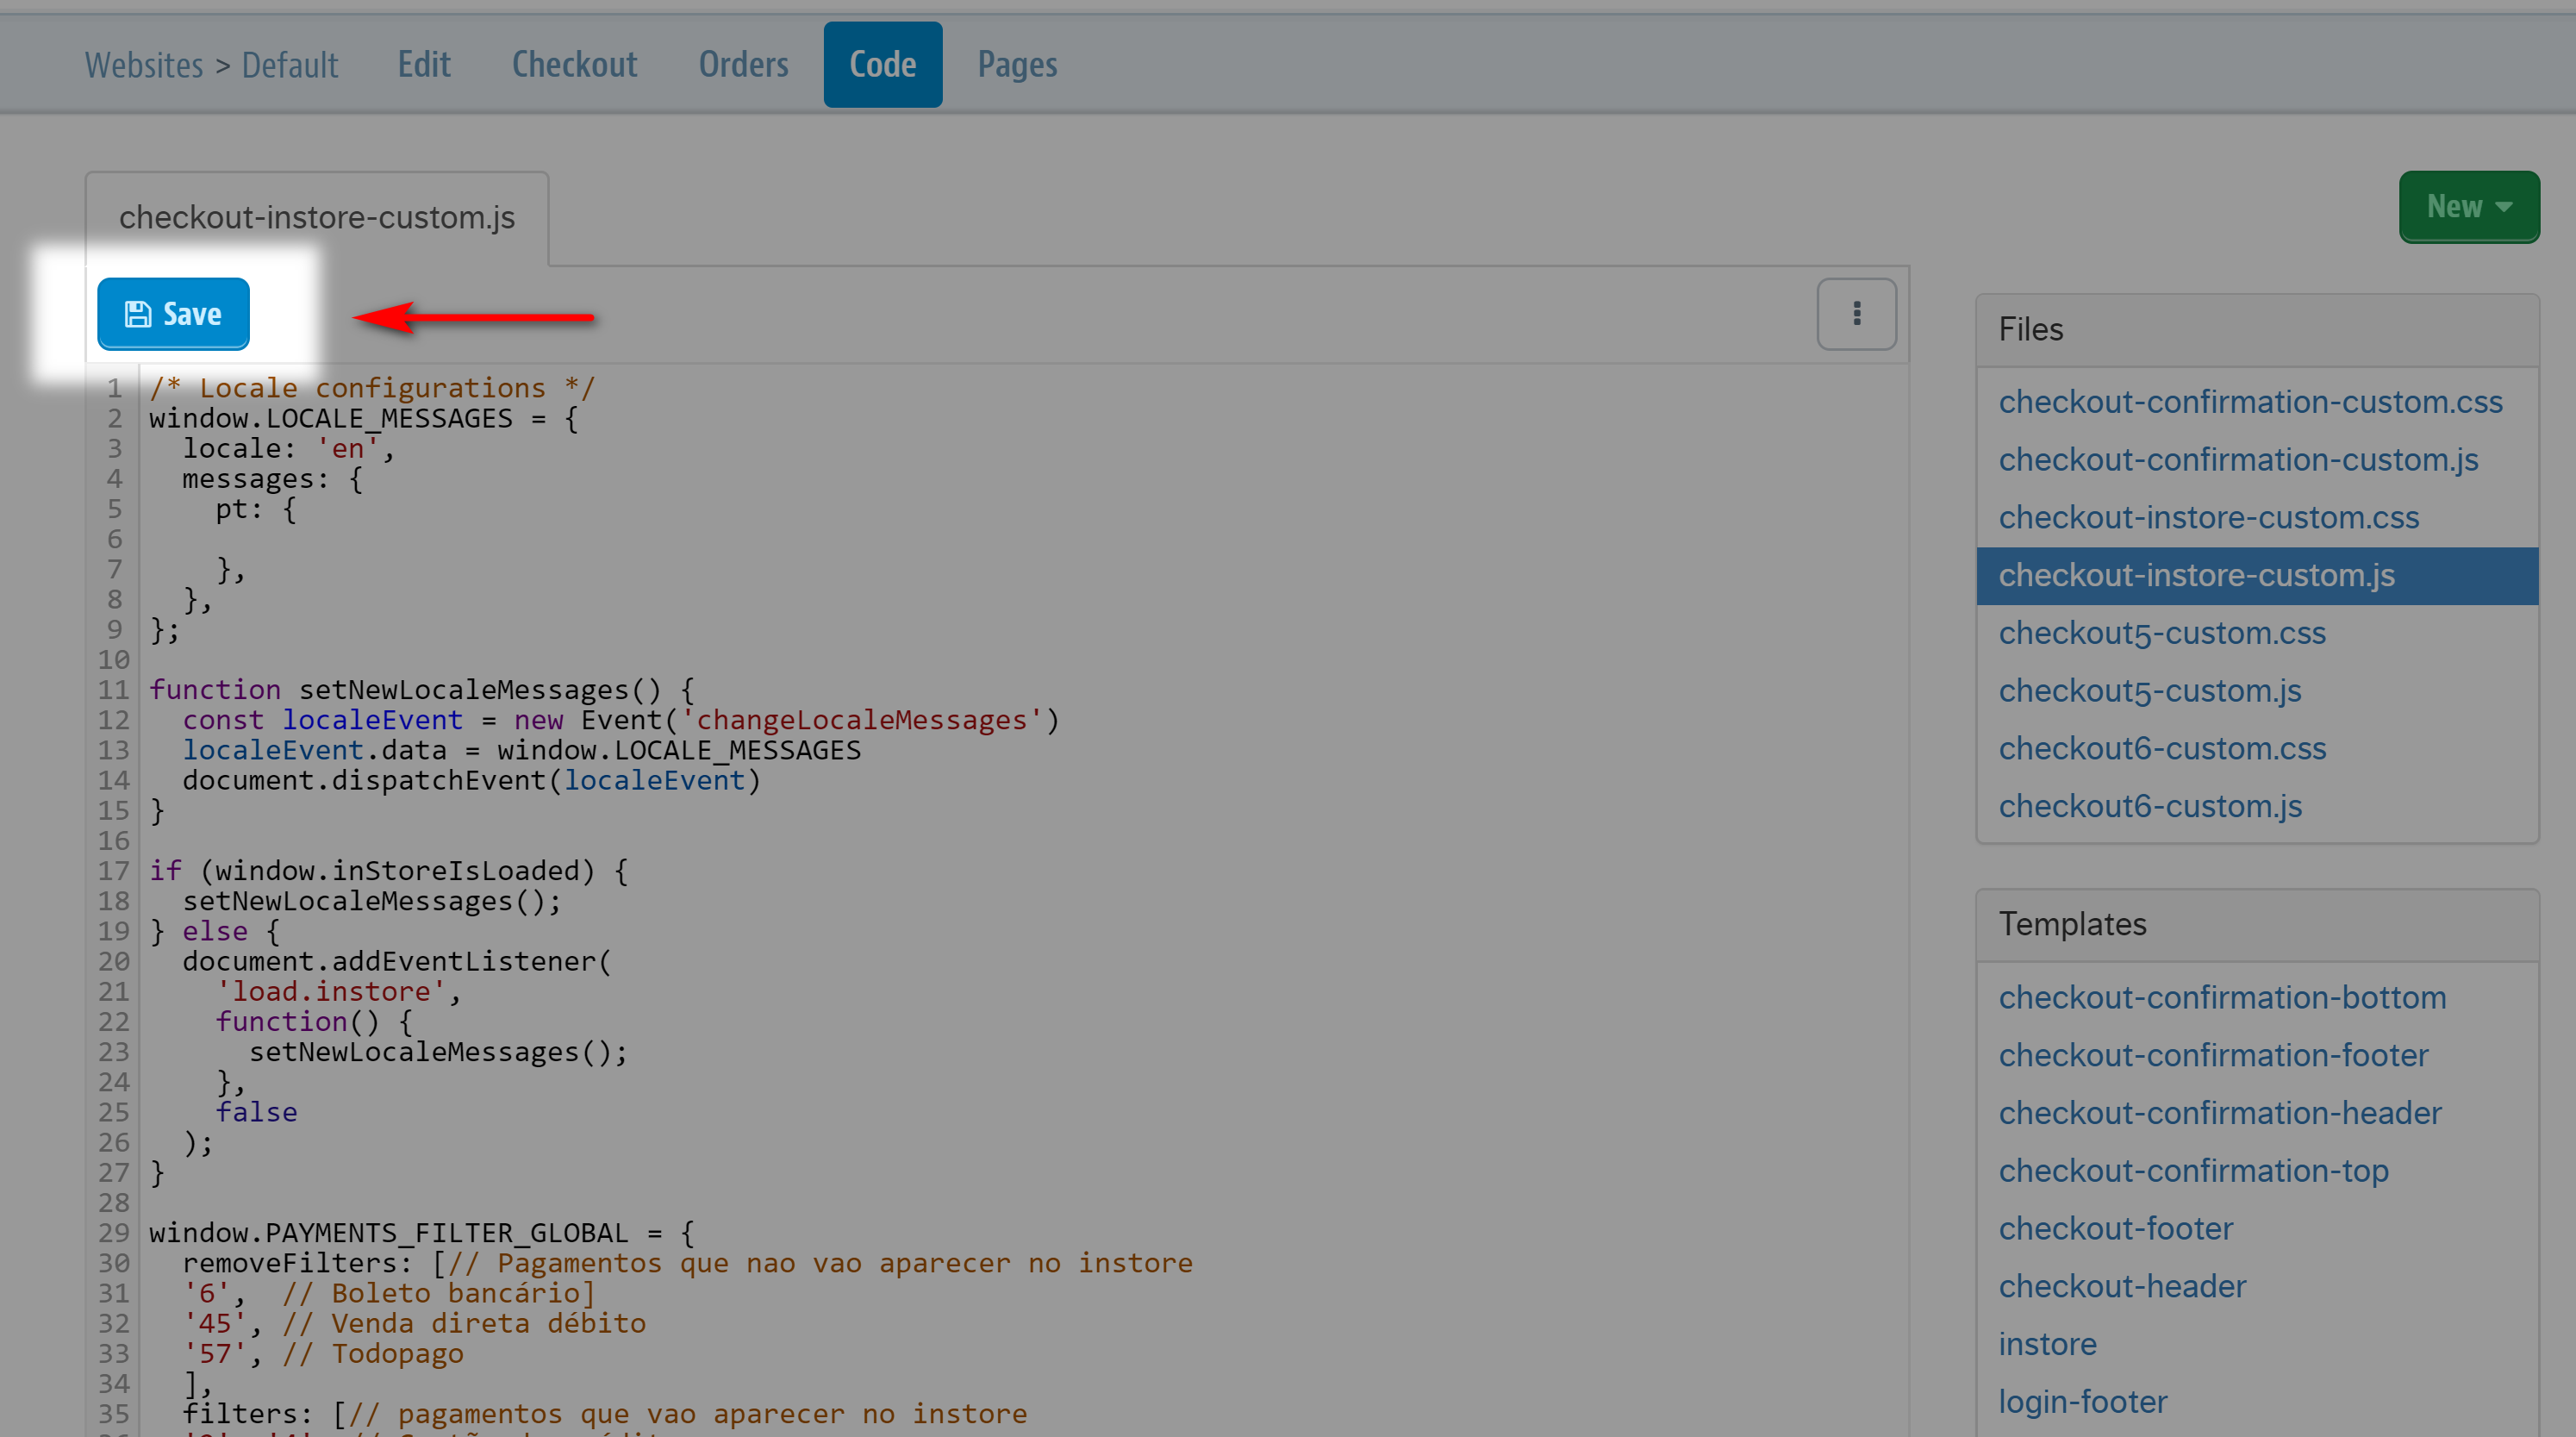 Websites > Default Edit Checkout Orders Code Pages
checkout-instore-custom.js
New
Save
1 /* Locale configurations */
2 window.LOCALE_MESSAGES = {
3 locale: 'en',
4 messages: {
5 pt: {
6
7 },
8 },
9 };
10
11 function setNewLocaleMessages() {
12 const localeEvent = new Event('changeLocaleMessages')
13 localeEvent.data = window.LOCALE_MESSAGES
14 document.dispatchEvent(localeEvent)
15 }
16
17 if (window.inStoreIsLoaded) {
18 setNewLocaleMessages();
19 } else {
20 document.addEventListener(
21 'load.instore',
22 function() {
23 setNewLocaleMessages();
24 },
25 false
26 );
27 }
28
29 window.PAYMENTS_FILTER_GLOBAL = {
30 removeFilters: [// Pagamentos que nao vao aparecer no instore
31 '6', // Boleto bancário]
32 '45', // Venda direta débito
33 '57', // Todopago
34 ],
35 filters: [// pagamentos que vao aparecer no instore
Files
checkout-confirmation-custom.css
checkout-confirmation-custom.js
checkout-instore-custom.css
checkout-instore-custom.js
checkout5-custom.css
checkout5-custom.js
checkout6-custom.css
checkout6-custom.js
Templates
checkout-confirmation-bottom
checkout-confirmation-footer
checkout-confirmation-header
checkout-confirmation-top
checkout-footer
checkout-header
instore
login-footer